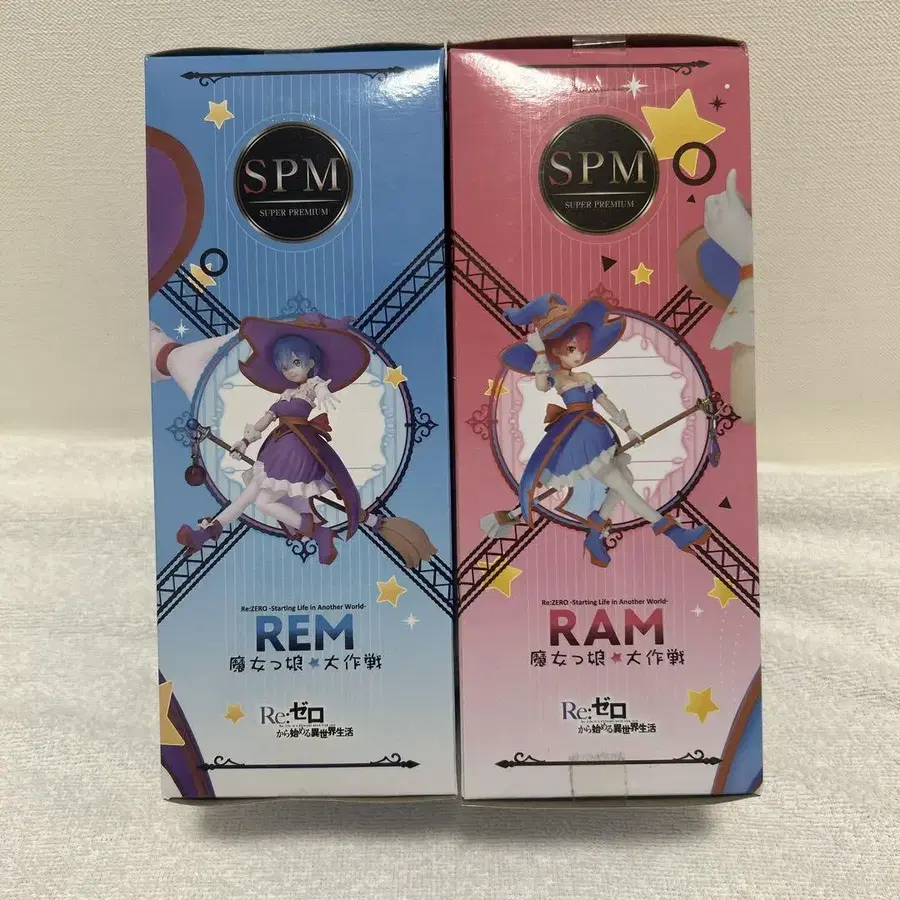 SPM
SUPER PREMIUM
Re:ZERO -Starting Life in Another World-
REM
魔女っ娘★大作戦
Re:ゼロ
から始める異世界生活
SPM
SUPER PREMIUM
Re:ZERO -Starting Life in Another World-
RAM
魔女っ娘★大作戦
Re:ゼロ
から始める異世界生活